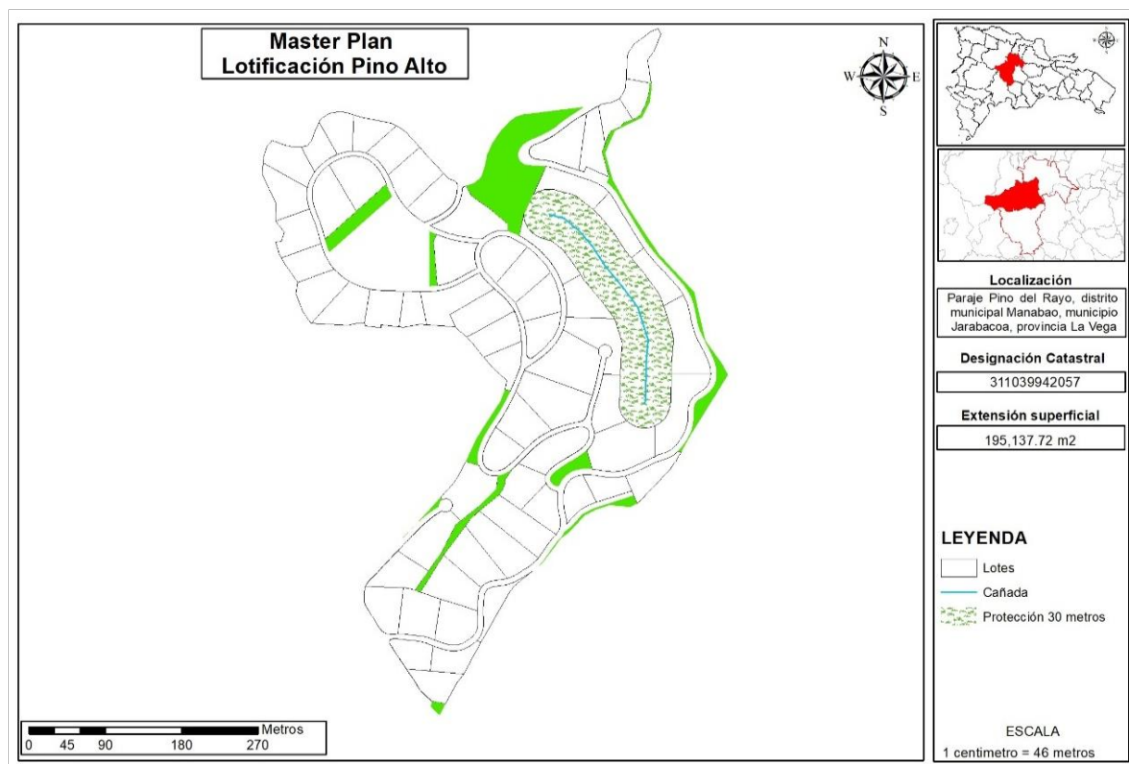 Master Plan
Lotificación Pino Alto
N
W E
S
Localización
Paraje Pino del Rayo, distrito
municipal Manabao, municipio
Jarabacoa, provincia La Vega
Designación Catastral
311039942057
Extensión superficial
195,137.72 m2
LEYENDA
Lotes
Cañada
Protección 30 metros
Metros
0 45 90 180 270
ESCALA
1 centimetro = 46 metros